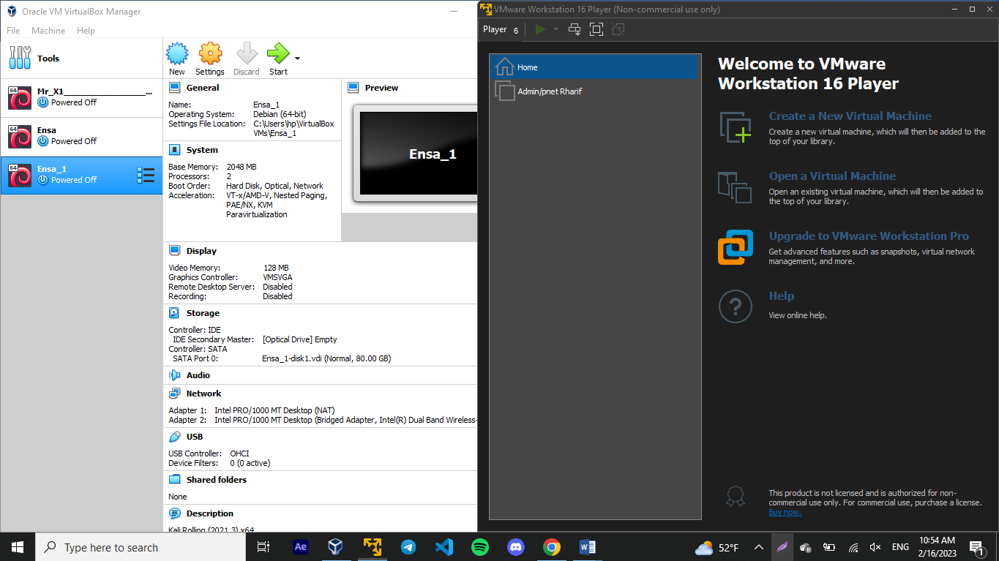 Oracle VM VirtualBox Manager
File Machine Help
Tools
New Settings Discard Start
64
Mr_X1__________________...
Powered Off
64
Ensa
Powered Off
64
Ensa_1
Powered Off
General
Name: Ensa_1
Operating System: Debian (64-bit)
Settings File Location: C:\Users\hp\VirtualBox
VMs\Ensa_1
Preview
Ensa_1
System
Base Memory: 2048 MB
Processors: 2
Boot Order: Hard Disk, Optical, Network
Acceleration: VT-x/AMD-V, Nested Paging,
PAE/NX, KVM
Paravirtualization
Display
Video Memory: 128 MB
Graphics Controller: VMSVGA
Remote Desktop Server: Disabled
Recording: Disabled
Storage
Controller: IDE
IDE Secondary Master: [Optical Drive] Empty
Controller: SATA
SATA Port 0: Ensa_1-disk1.vdi (Normal, 80.00 GB)
Audio
Network
Adapter 1: Intel PRO/1000 MT Desktop (NAT)
Adapter 2: Intel PRO/1000 MT Desktop (Bridged Adapter, Intel(R) Dual Band Wireless-
USB
USB Controller: OHCI
Device Filters: 0 (0 active)
Shared folders
None
Description
Kali Rolling (2021.3) x64
VMware Workstation 16 Player (Non-commercial use only)
Player 6
Home
Admin/pnet Rharif
Welcome to VMware
Workstation 16 Player
Create a New Virtual Machine
Create a new virtual machine, which will then be added to the
top of your library.
Open a Virtual Machine
Open an existing virtual machine, which will then be added to
the top of your library.
Upgrade to VMware Workstation Pro
Get advanced features such as snapshots, virtual network
management, and more.
?
Help
View online help.
This product is not licensed and is authorized for non-
commercial use only. For commercial use, purchase a license.
Buy now.
Type here to search
Ae
W
52°F
ENG
10:54 AM
2/16/2023
1